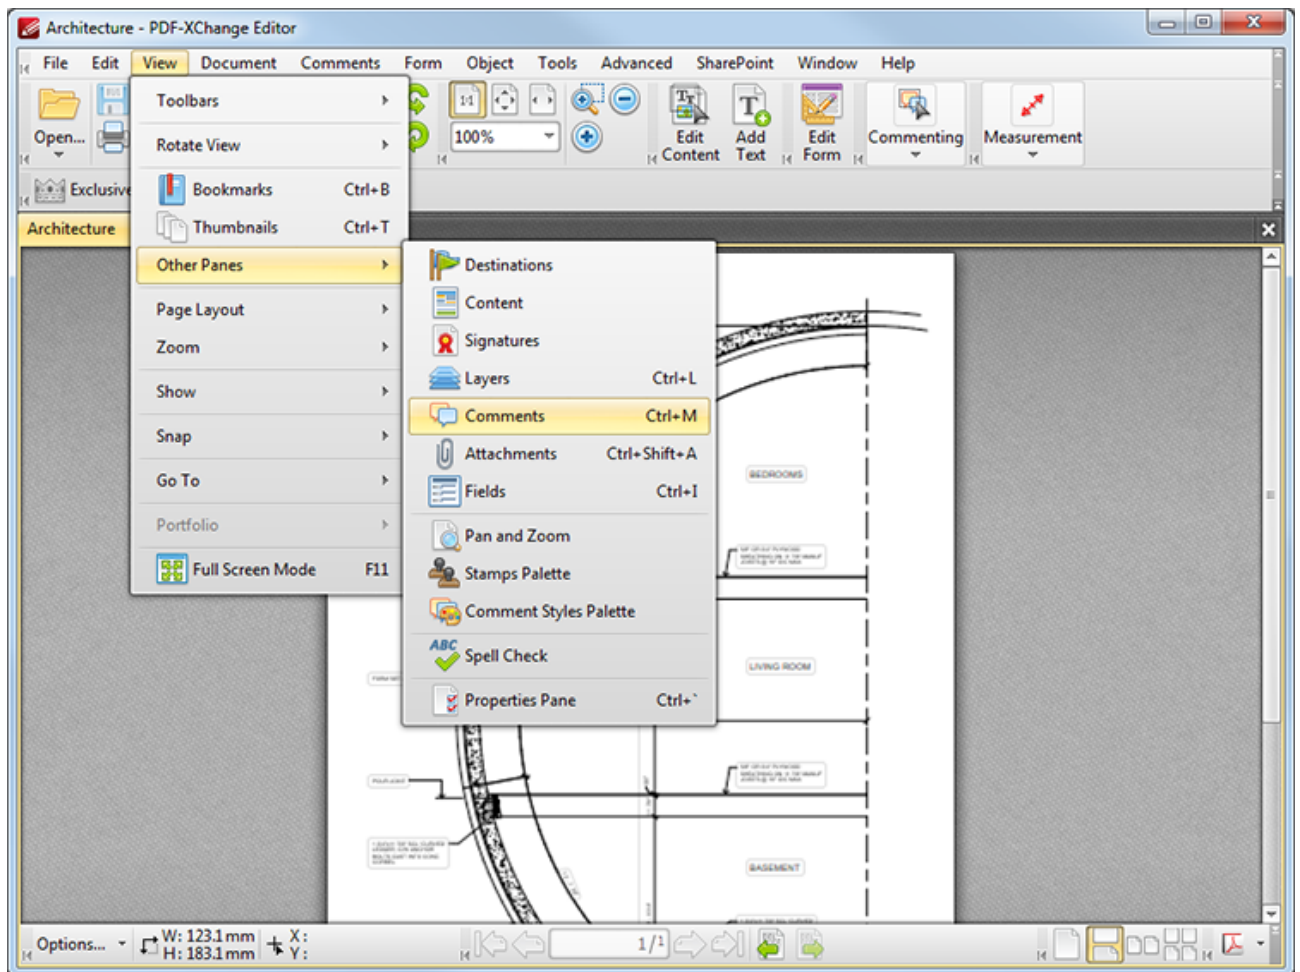 Architecture - PDF-XChange Editor
File Edit View Document Comments Form Object Tools Advanced SharePoint Window Help
Open...
1:1
100%
Edit Content
Add Text
Edit Form
Commenting
Measurement
Exclusive
Architecture
Toolbars
Rotate View
Bookmarks Ctrl+B
Thumbnails Ctrl+T
Other Panes
Page Layout
Zoom
Show
Snap
Go To
Portfolio
Full Screen Mode F11
Destinations
Content
Signatures
Layers Ctrl+L
Comments Ctrl+M
Attachments Ctrl+Shift+A
Fields Ctrl+I
Pan and Zoom
Stamps Palette
Comment Styles Palette
ABC
Spell Check
Properties Pane Ctrl+`
BEDROOMS
LIVING ROOM
BASEMENT
Options...
W: 123.1 mm
H: 183.1 mm
X:
Y:
1/1